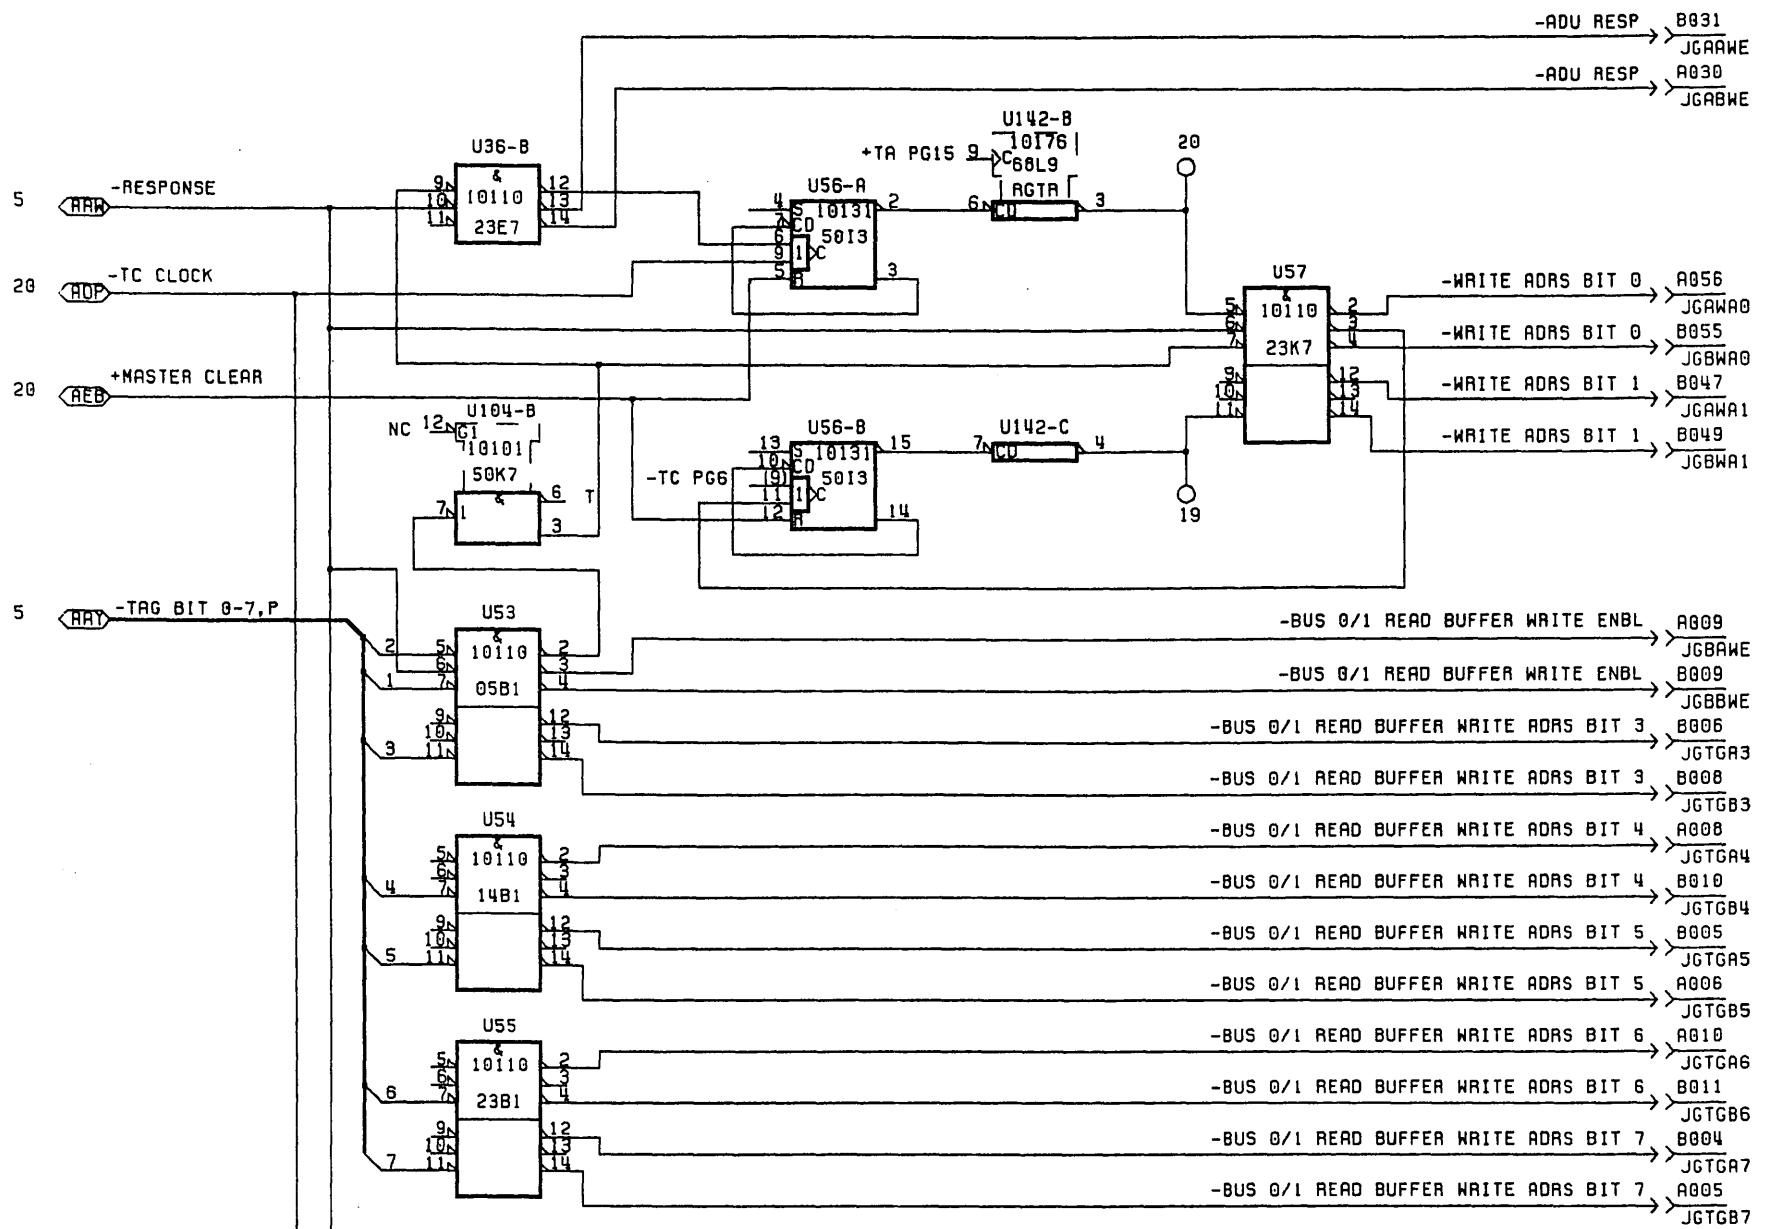 -ADU RESP B031
JGAAWE
-ADU RESP A030
JGABWE
U142-B
10176
+TA PG15 9 C 68L9
RGTR
20
U36-B
&
10110
23E7
9 12
10 13
11 14
5 AAW -RESPONSE
U56-A
4 S 10131 2
7 CD
6 50I3
9 1 C
5 R 3
6 CD 3
20 ADP -TC CLOCK
U57
&
10110
23K7
5 2
6 3
7 4
9 12
10 13
11 14
-WRITE ADRS BIT 0 A056
JGAWA0
-WRITE ADRS BIT 0 B055
JGBWA0
-WRITE ADRS BIT 1 B047
JGAWA1
-WRITE ADRS BIT 1 B049
JGBWA1
20 AEB +MASTER CLEAR
U104-B
NC 12 G1
10101
50K7
&
7 1 6 T
3
U56-B
13 S 10131 15
10 CD
-TC PG6 (9) 50I3
11 1 C
12 R 14
U142-C
7 CD 4
19
5 AAY -TAG BIT 0-7,P
U53
&
2 5 10110 2
6 3
1 7 05B1 4
9 12
10 13
3 11 14
-BUS 0/1 READ BUFFER WRITE ENBL A009
JGBAWE
-BUS 0/1 READ BUFFER WRITE ENBL B009
JGBBWE
-BUS 0/1 READ BUFFER WRITE ADRS BIT 3 B006
JGTGA3
-BUS 0/1 READ BUFFER WRITE ADRS BIT 3 B008
JGTGB3
U54
&
5 10110 2
6 3
4 7 14B1 4
9 12
10 13
5 11 14
-BUS 0/1 READ BUFFER WRITE ADRS BIT 4 A008
JGTGA4
-BUS 0/1 READ BUFFER WRITE ADRS BIT 4 B010
JGTGB4
-BUS 0/1 READ BUFFER WRITE ADRS BIT 5 B005
JGTGA5
-BUS 0/1 READ BUFFER WRITE ADRS BIT 5 A006
JGTGB5
U55
&
5 10110 2
6 3
6 7 23B1 4
9 12
10 13
7 11 14
-BUS 0/1 READ BUFFER WRITE ADRS BIT 6 A010
JGTGA6
-BUS 0/1 READ BUFFER WRITE ADRS BIT 6 B011
JGTGB6
-BUS 0/1 READ BUFFER WRITE ADRS BIT 7 B004
JGTGA7
-BUS 0/1 READ BUFFER WRITE ADRS BIT 7 A005
JGTGB7